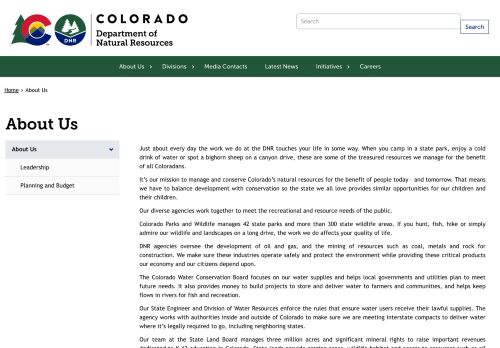 COLORADO
Department of
Natural Resources
DNR
Search
Search
About Us
Divisions
Media Contacts
Latest News
Initiatives
Careers
Home › About Us
About Us
About Us
Leadership
Planning and Budget
Just about every day the work we do at the DNR touches your life in some way. When you camp in a state park, enjoy a cold
drink of water or spot a bighorn sheep on a canyon drive, these are some of the treasured resources we manage for the benefit
of all Coloradans.
It's our mission to manage and conserve Colorado's natural resources for the benefit of people today – and tomorrow. That means
we have to balance development with conservation so the state we all love provides similar opportunities for our children and
their children.
Our diverse agencies work together to meet the recreational and resource needs of the public.
Colorado Parks and Wildlife manages 42 state parks and more than 300 state wildlife areas. If you hunt, fish, hike or simply
admire our wildlife and landscapes on a long drive, the work we do affects your quality of life.
DNR agencies oversee the development of oil and gas, and the mining of resources such as coal, metals and rock for
construction. We make sure these industries operate safely and protect the environment while providing these critical products
our economy and our citizens depend upon.
The Colorado Water Conservation Board focuses on our water supplies and helps local governments and utilities plan to meet
future needs. It also provides money to build projects to store and deliver water to farmers and communities, and helps keep
flows in rivers for fish and recreation.
Our State Engineer and Division of Water Resources enforce the rules that ensure water users receive their lawful supplies. The
agency works with authorities inside and outside of Colorado to make sure we are meeting interstate compacts to deliver water
where it's legally required to go, including neighboring states.
Our team at the State Land Board manages three million acres and significant mineral rights to raise important revenues